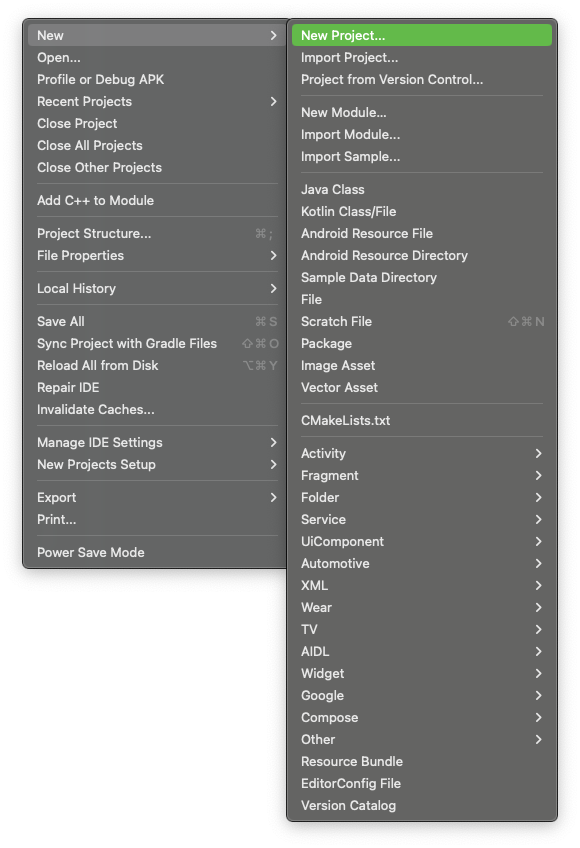 New
Open...
Profile or Debug APK
Recent Projects
Close Project
Close All Projects
Close Other Projects
Add C++ to Module
Project Structure... ⌘ ;
File Properties
Local History
Save All ⌘ S
Sync Project with Gradle Files ⇧⌘O
Reload All from Disk ⌥⌘Y
Repair IDE
Invalidate Caches...
Manage IDE Settings
New Projects Setup
Export
Print...
Power Save Mode
New Project...
Import Project...
Project from Version Control...
New Module...
Import Module...
Import Sample...
Java Class
Kotlin Class/File
Android Resource File
Android Resource Directory
Sample Data Directory
File
Scratch File ⇧⌘N
Package
Image Asset
Vector Asset
CMakeLists.txt
Activity
Fragment
Folder
Service
UiComponent
Automotive
XML
Wear
TV
AIDL
Widget
Google
Compose
Other
Resource Bundle
EditorConfig File
Version Catalog